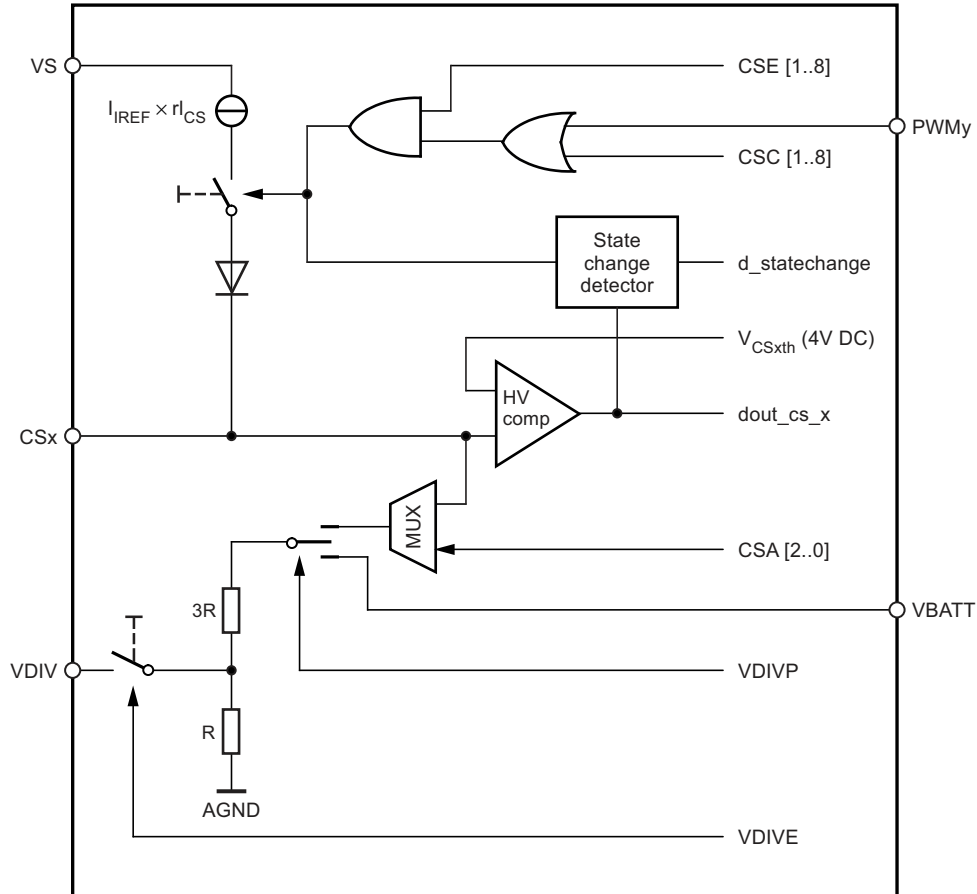 VS
CSE [1..8]
I_IREF × rI_CS
PWMy
CSC [1..8]
State
change
detector
d_statechange
V_CSxth (4V DC)
HV
comp
dout_cs_x
CSx
MUX
CSA [2..0]
3R
VBATT
VDIV
VDIVP
R
AGND
VDIVE